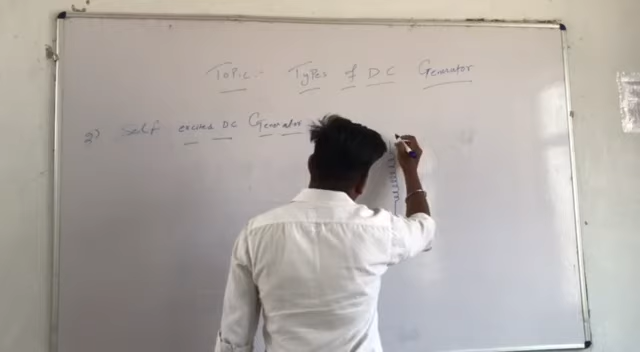 Topic:- Types of DC Generator
2) Self excited DC Generator